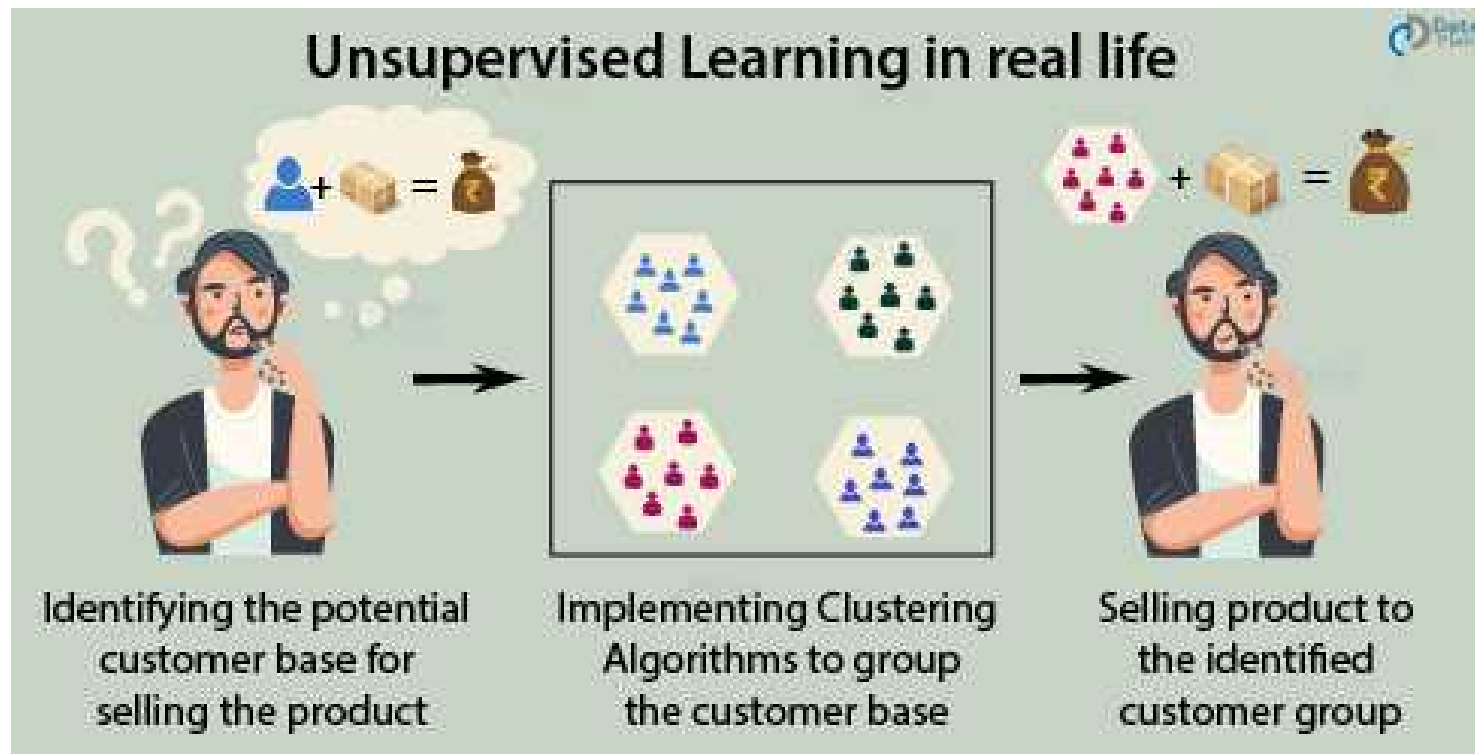 Unsupervised Learning in real life
Data
+ = ₹
+ = ₹
Identifying the potential
customer base for
selling the product
Implementing Clustering
Algorithms to group
the customer base
Selling product to
the identified
customer group